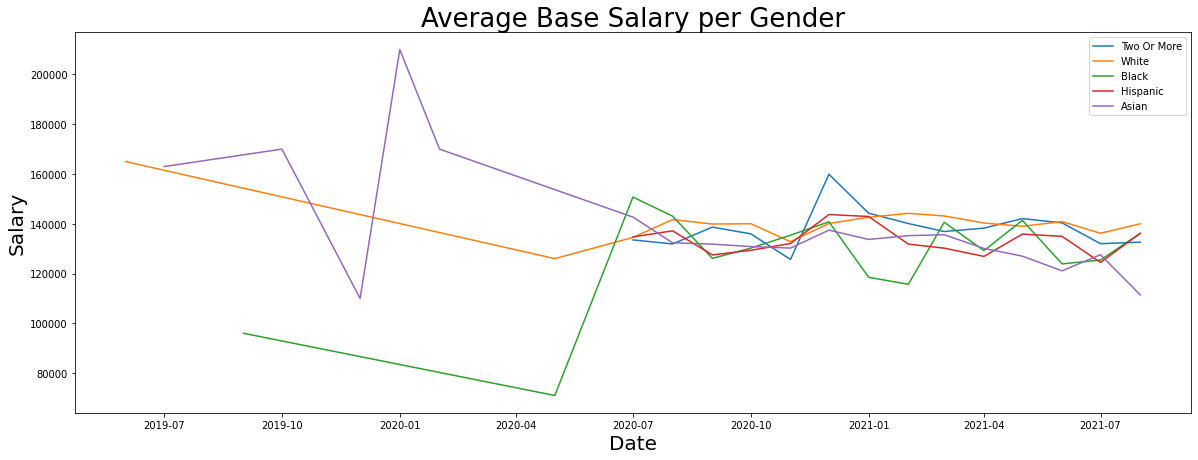 Average Base Salary per Gender
Two Or More
White
Black
Hispanic
Asian
200000
180000
160000
140000
120000
100000
80000
Salary
2019-07 2019-10 2020-01 2020-04 2020-07 2020-10 2021-01 2021-04 2021-07
Date